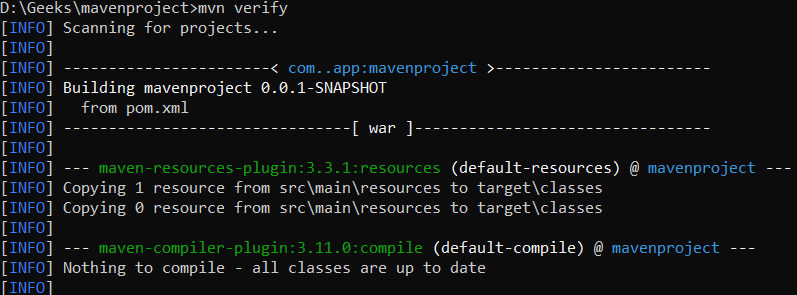 D:\Geeks\mavenproject>mvn verify
[INFO] Scanning for projects...
[INFO]
[INFO] -----------------------< com..app:mavenproject >------------------------
[INFO] Building mavenproject 0.0.1-SNAPSHOT
[INFO]   from pom.xml
[INFO] --------------------------------[ war ]---------------------------------
[INFO]
[INFO] --- maven-resources-plugin:3.3.1:resources (default-resources) @ mavenproject ---
[INFO] Copying 1 resource from src\main\resources to target\classes
[INFO] Copying 0 resource from src\main\resources to target\classes
[INFO]
[INFO] --- maven-compiler-plugin:3.11.0:compile (default-compile) @ mavenproject ---
[INFO] Nothing to compile - all classes are up to date
[INFO]